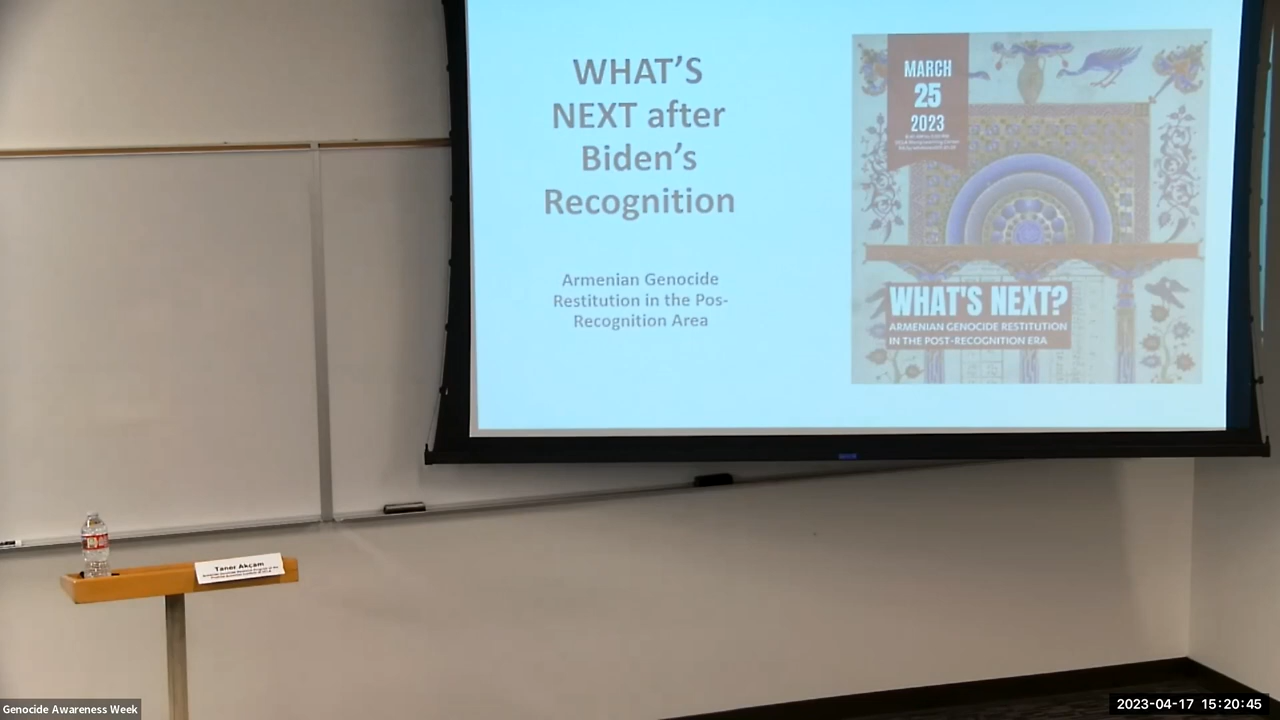 WHAT'S
NEXT after
Biden's
Recognition
Armenian Genocide
Restitution in the Pos-
Recognition Area
MARCH
25
2023
WHAT'S NEXT?
ARMENIAN GENOCIDE RESTITUTION
IN THE POST-RECOGNITION ERA
Taner Akçam
Genocide Awareness Week
2023-04-17 15:20:45